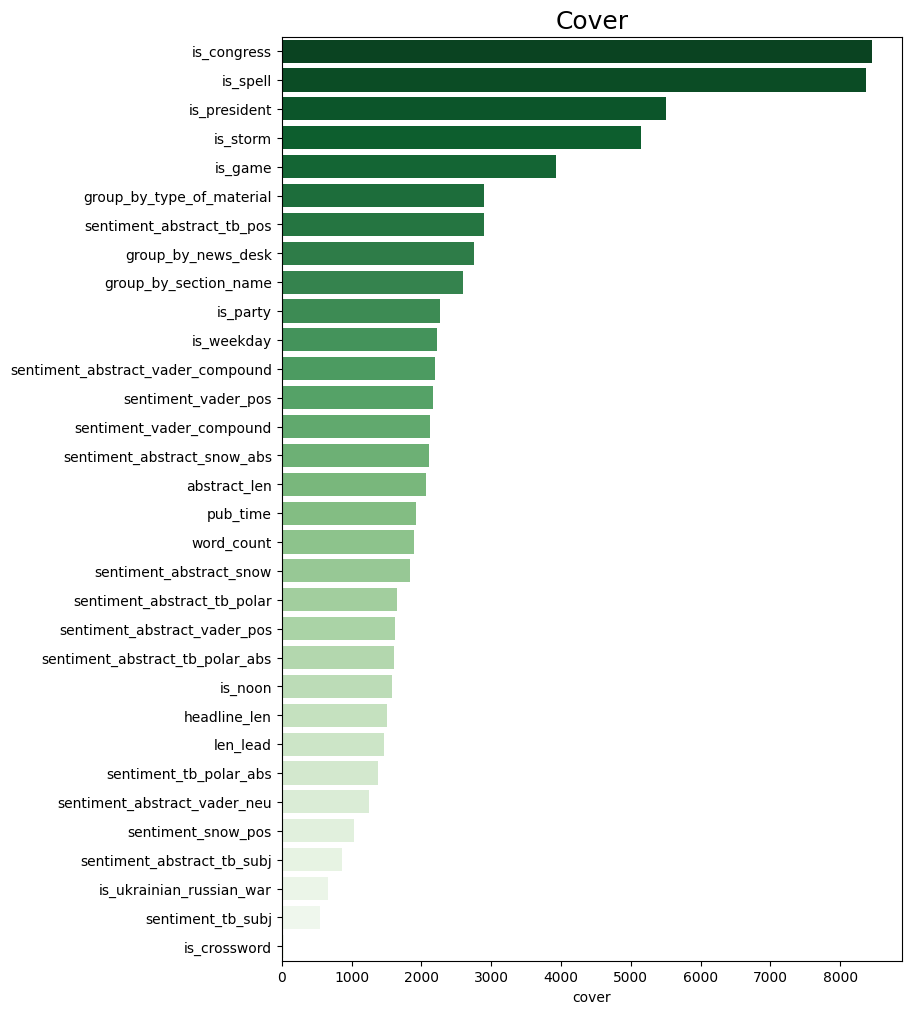 Cover
is_congress
is_spell
is_president
is_storm
is_game
group_by_type_of_material
sentiment_abstract_tb_pos
group_by_news_desk
group_by_section_name
is_party
is_weekday
sentiment_abstract_vader_compound
sentiment_vader_pos
sentiment_vader_compound
sentiment_abstract_snow_abs
abstract_len
pub_time
word_count
sentiment_abstract_snow
sentiment_abstract_tb_polar
sentiment_abstract_vader_pos
sentiment_abstract_tb_polar_abs
is_noon
headline_len
len_lead
sentiment_tb_polar_abs
sentiment_abstract_vader_neu
sentiment_snow_pos
sentiment_abstract_tb_subj
is_ukrainian_russian_war
sentiment_tb_subj
is_crossword
0 1000 2000 3000 4000 5000 6000 7000 8000
cover